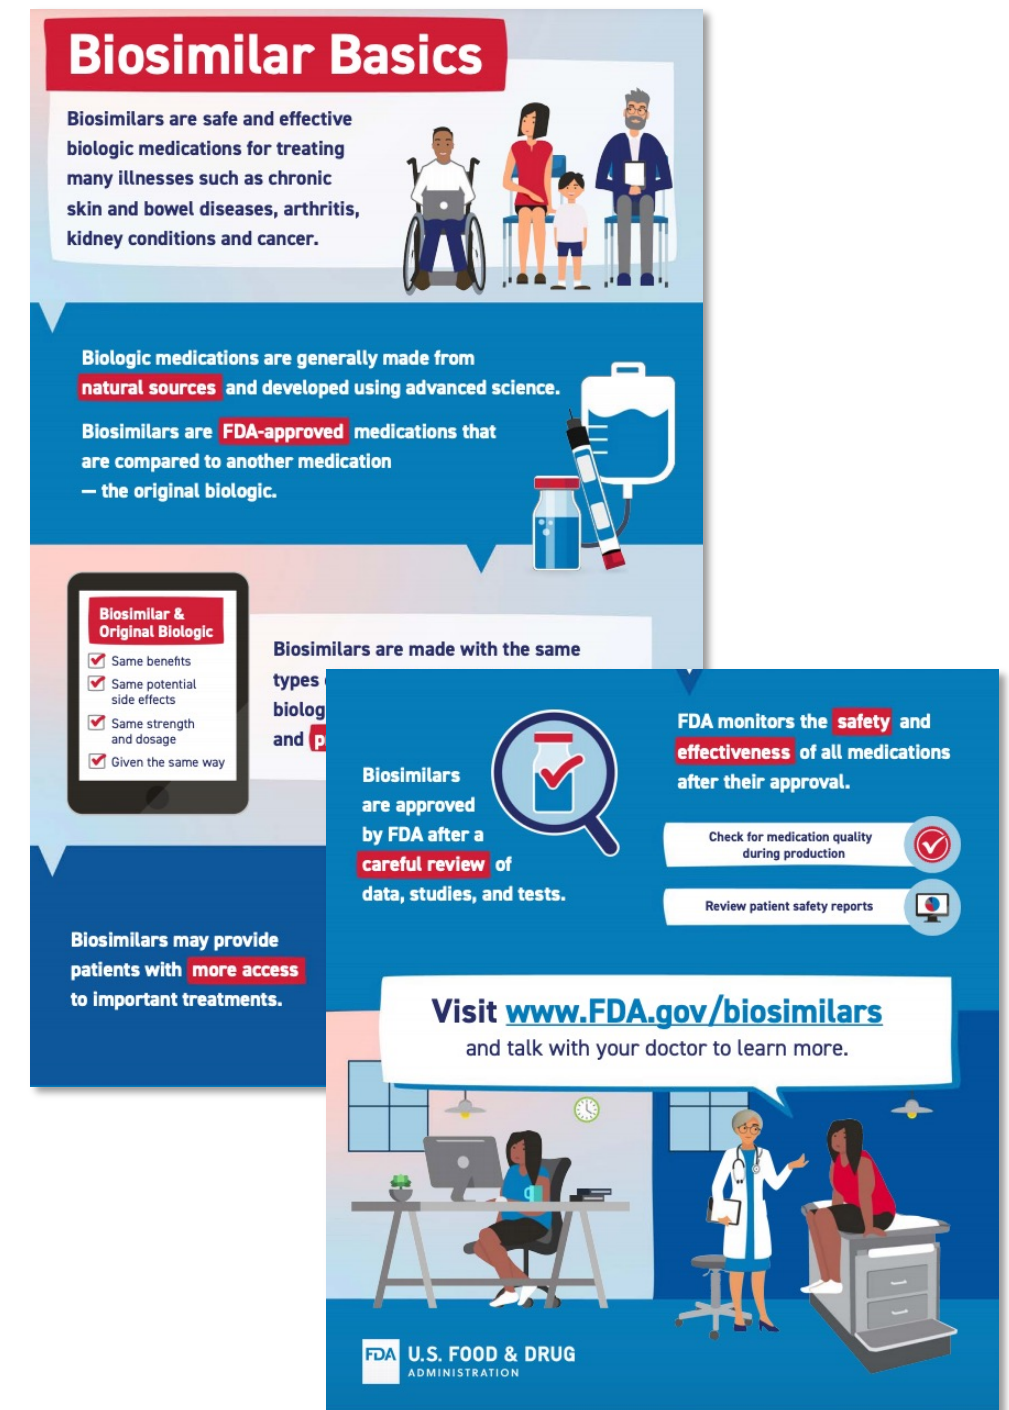 Biosimilar Basics
Biosimilars are safe and effective
biologic medications for treating
many illnesses such as chronic
skin and bowel diseases, arthritis,
kidney conditions and cancer.
Biologic medications are generally made from
natural sources and developed using advanced science.
Biosimilars are FDA-approved medications that
are compared to another medication
— the original biologic.
Biosimilar &
Original Biologic
Same benefits
Same potential
side effects
Same strength
and dosage
Given the same way
Biosimilars are made with the same
types
biolog
and p
Biosimilars may provide
patients with more access
to important treatments.
Biosimilars
are approved
by FDA after a
careful review of
data, studies, and tests.
FDA monitors the safety and
effectiveness of all medications
after their approval.
Check for medication quality
during production
Review patient safety reports
Visit www.FDA.gov/biosimilars
and talk with your doctor to learn more.
FDA U.S. FOOD & DRUG
ADMINISTRATION